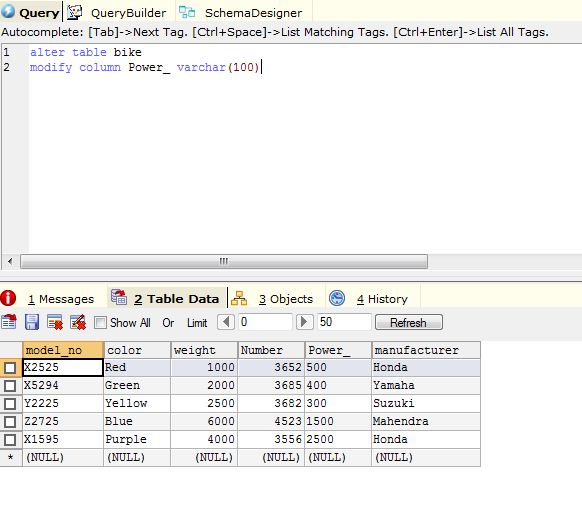 Query QueryBuilder SchemaDesigner
Autocomplete: [Tab]->Next Tag. [Ctrl+Space]->List Matching Tags. [Ctrl+Enter]->List All Tags.
1 alter table bike
2 modify column Power_ varchar(100)
1 Messages 2 Table Data 3 Objects 4 History
Show All Or Limit 0 50 Refresh
model_no color weight Number Power_ manufacturer
X2525 Red 1000 3652 500 Honda
X5294 Green 2000 3685 400 Yamaha
Y2225 Yellow 2500 3682 300 Suzuki
Z2725 Blue 6000 4523 1500 Mahendra
X1595 Purple 4000 3556 2500 Honda
* (NULL) (NULL) (NULL) (NULL) (NULL) (NULL)